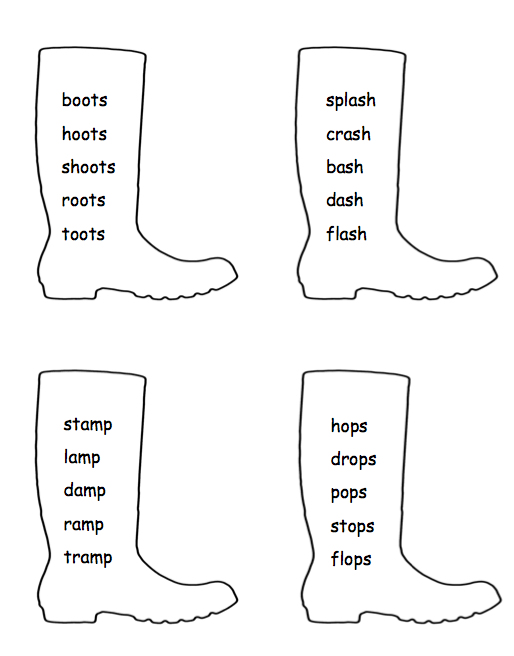 boots
hoots
shoots
roots
toots
splash
crash
bash
dash
flash
stamp
lamp
damp
ramp
tramp
hops
drops
pops
stops
flops